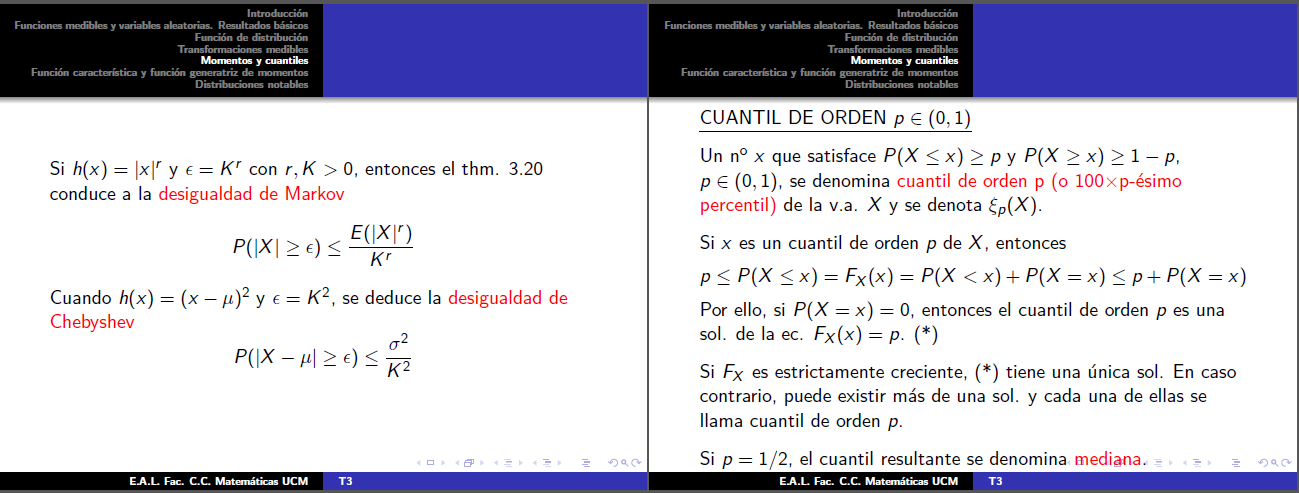 Introducción
Funciones medibles y variables aleatorias. Resultados básicos
Función de distribución
Transformaciones medibles
Momentos y cuantiles
Función característica y función generatriz de momentos
Distribuciones notables
Si h(x) = |x|^r y ϵ = K^r con r, K > 0, entonces el thm. 3.20
conduce a la desigualdad de Markov
P(|X| ≥ ϵ) ≤ E(|X|^r) / K^r
Cuando h(x) = (x − μ)² y ϵ = K², se deduce la desigualdad de
Chebyshev
P(|X − μ| ≥ ϵ) ≤ σ² / K²
E.A.L. Fac. C.C. Matemáticas UCM T3
Introducción
Funciones medibles y variables aleatorias. Resultados básicos
Función de distribución
Transformaciones medibles
Momentos y cuantiles
Función característica y función generatriz de momentos
Distribuciones notables
CUANTIL DE ORDEN p ∈ (0, 1)
Un nº x que satisface P(X ≤ x) ≥ p y P(X ≥ x) ≥ 1 − p,
p ∈ (0, 1), se denomina cuantil de orden p (o 100×p-ésimo
percentil) de la v.a. X y se denota ξ_p(X).
Si x es un cuantil de orden p de X, entonces
p ≤ P(X ≤ x) = F_X(x) = P(X < x) + P(X = x) ≤ p + P(X = x)
Por ello, si P(X = x) = 0, entonces el cuantil de orden p es una
sol. de la ec. F_X(x) = p. (*)
Si F_X es estrictamente creciente, (*) tiene una única sol. En caso
contrario, puede existir más de una sol. y cada una de ellas se
llama cuantil de orden p.
Si p = 1/2, el cuantil resultante se denomina mediana.
E.A.L. Fac. C.C. Matemáticas UCM T3